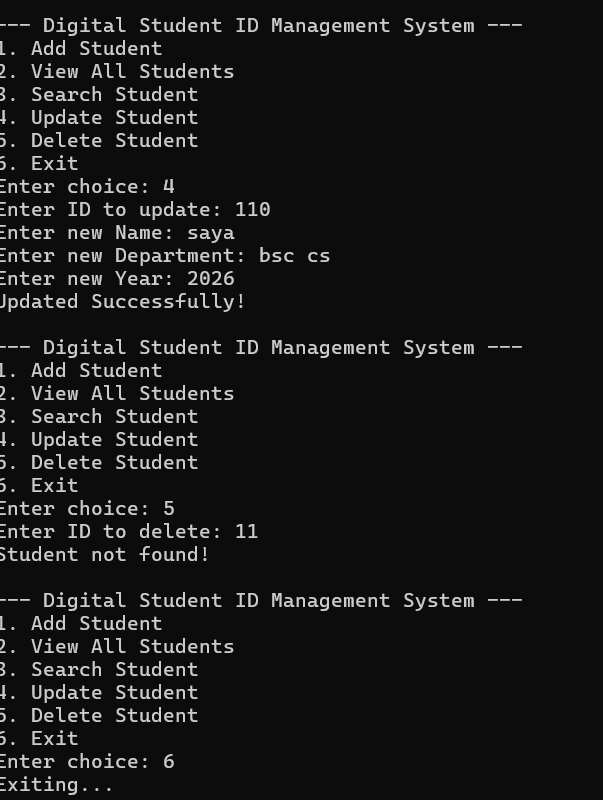 --- Digital Student ID Management System ---
1. Add Student
2. View All Students
3. Search Student
4. Update Student
5. Delete Student
6. Exit
Enter choice: 4
Enter ID to update: 110
Enter new Name: saya
Enter new Department: bsc cs
Enter new Year: 2026
Updated Successfully!

--- Digital Student ID Management System ---
1. Add Student
2. View All Students
3. Search Student
4. Update Student
5. Delete Student
6. Exit
Enter choice: 5
Enter ID to delete: 11
Student not found!

--- Digital Student ID Management System ---
1. Add Student
2. View All Students
3. Search Student
4. Update Student
5. Delete Student
6. Exit
Enter choice: 6
Exiting...